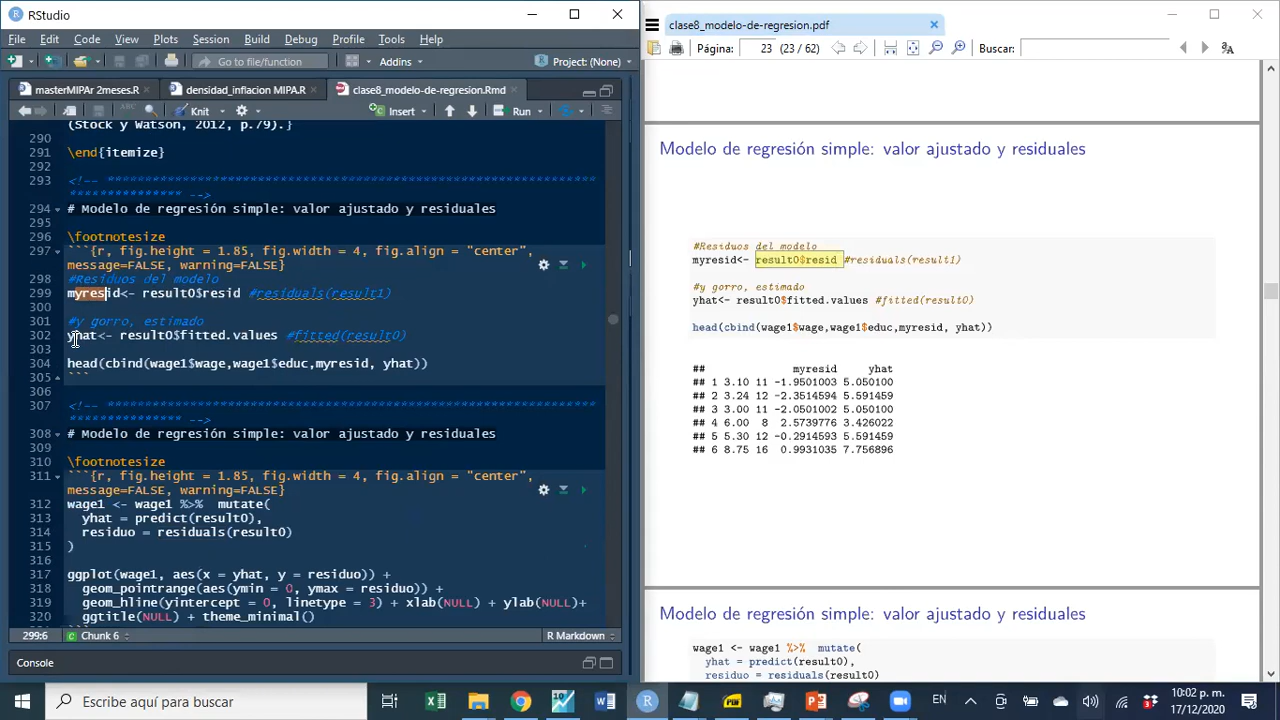 RStudio
File Edit Code View Plots Session Build Debug Profile Tools Help
Go to file/function
Addins
Project: (None)
masterMIPAr 2meses.R
densidad_inflacion MIPA.R
clase8_modelo-de-regresion.Rmd
ABC
Knit
Insert
Run
(Stock y Watson, 2012, p.79).}
290
291 \end{itemize}
292
293 <!-- *****************************************************************
*************** -->
294 # Modelo de regresión simple: valor ajustado y residuales
295
296 \footnotesize
297 ```{r, fig.height = 1.85, fig.width = 4, fig.align = "center",
message=FALSE, warning=FALSE}
298 #Residuos del modelo
299 myresid<- result0$resid #residuals(result1)
300
301 #y gorro, estimado
302 yhat<- result0$fitted.values #fitted(result0)
303
304 head(cbind(wage1$wage,wage1$educ,myresid, yhat))
305 ```
306
307 <!-- *****************************************************************
*************** -->
308 # Modelo de regresión simple: valor ajustado y residuales
309
310 \footnotesize
311 ```{r, fig.height = 1.85, fig.width = 4, fig.align = "center",
message=FALSE, warning=FALSE}
312 wage1 <- wage1 %>% mutate(
313 yhat = predict(result0),
314 residuo = residuals(result0)
315 )
316
317 ggplot(wage1, aes(x = yhat, y = residuo)) +
318 geom_pointrange(aes(ymin = 0, ymax = residuo)) +
319 geom_hline(yintercept = 0, linetype = 3) + xlab(NULL) + ylab(NULL)+
320 ggtitle(NULL) + theme_minimal()
299:6
Chunk 6
R Markdown
Console
clase8_modelo-de-regresion.pdf
Página: 23 (23 / 62)
Buscar:
Modelo de regresión simple: valor ajustado y residuales
#Residuos del modelo
myresid<- result0$resid #residuals(result1)
#y gorro, estimado
yhat<- result0$fitted.values #fitted(result0)
head(cbind(wage1$wage,wage1$educ,myresid, yhat))
## myresid yhat
## 1 3.10 11 -1.9501003 5.050100
## 2 3.24 12 -2.3514594 5.591459
## 3 3.00 11 -2.0501002 5.050100
## 4 6.00 8 2.5739776 3.426022
## 5 5.30 12 -0.2914593 5.591459
## 6 8.75 16 0.9931035 7.756896
Modelo de regresión simple: valor ajustado y residuales
wage1 <- wage1 %>% mutate(
yhat = predict(result0),
residuo = residuals(result0)
Escribe aquí para buscar
EN
10:02 p. m.
17/12/2020